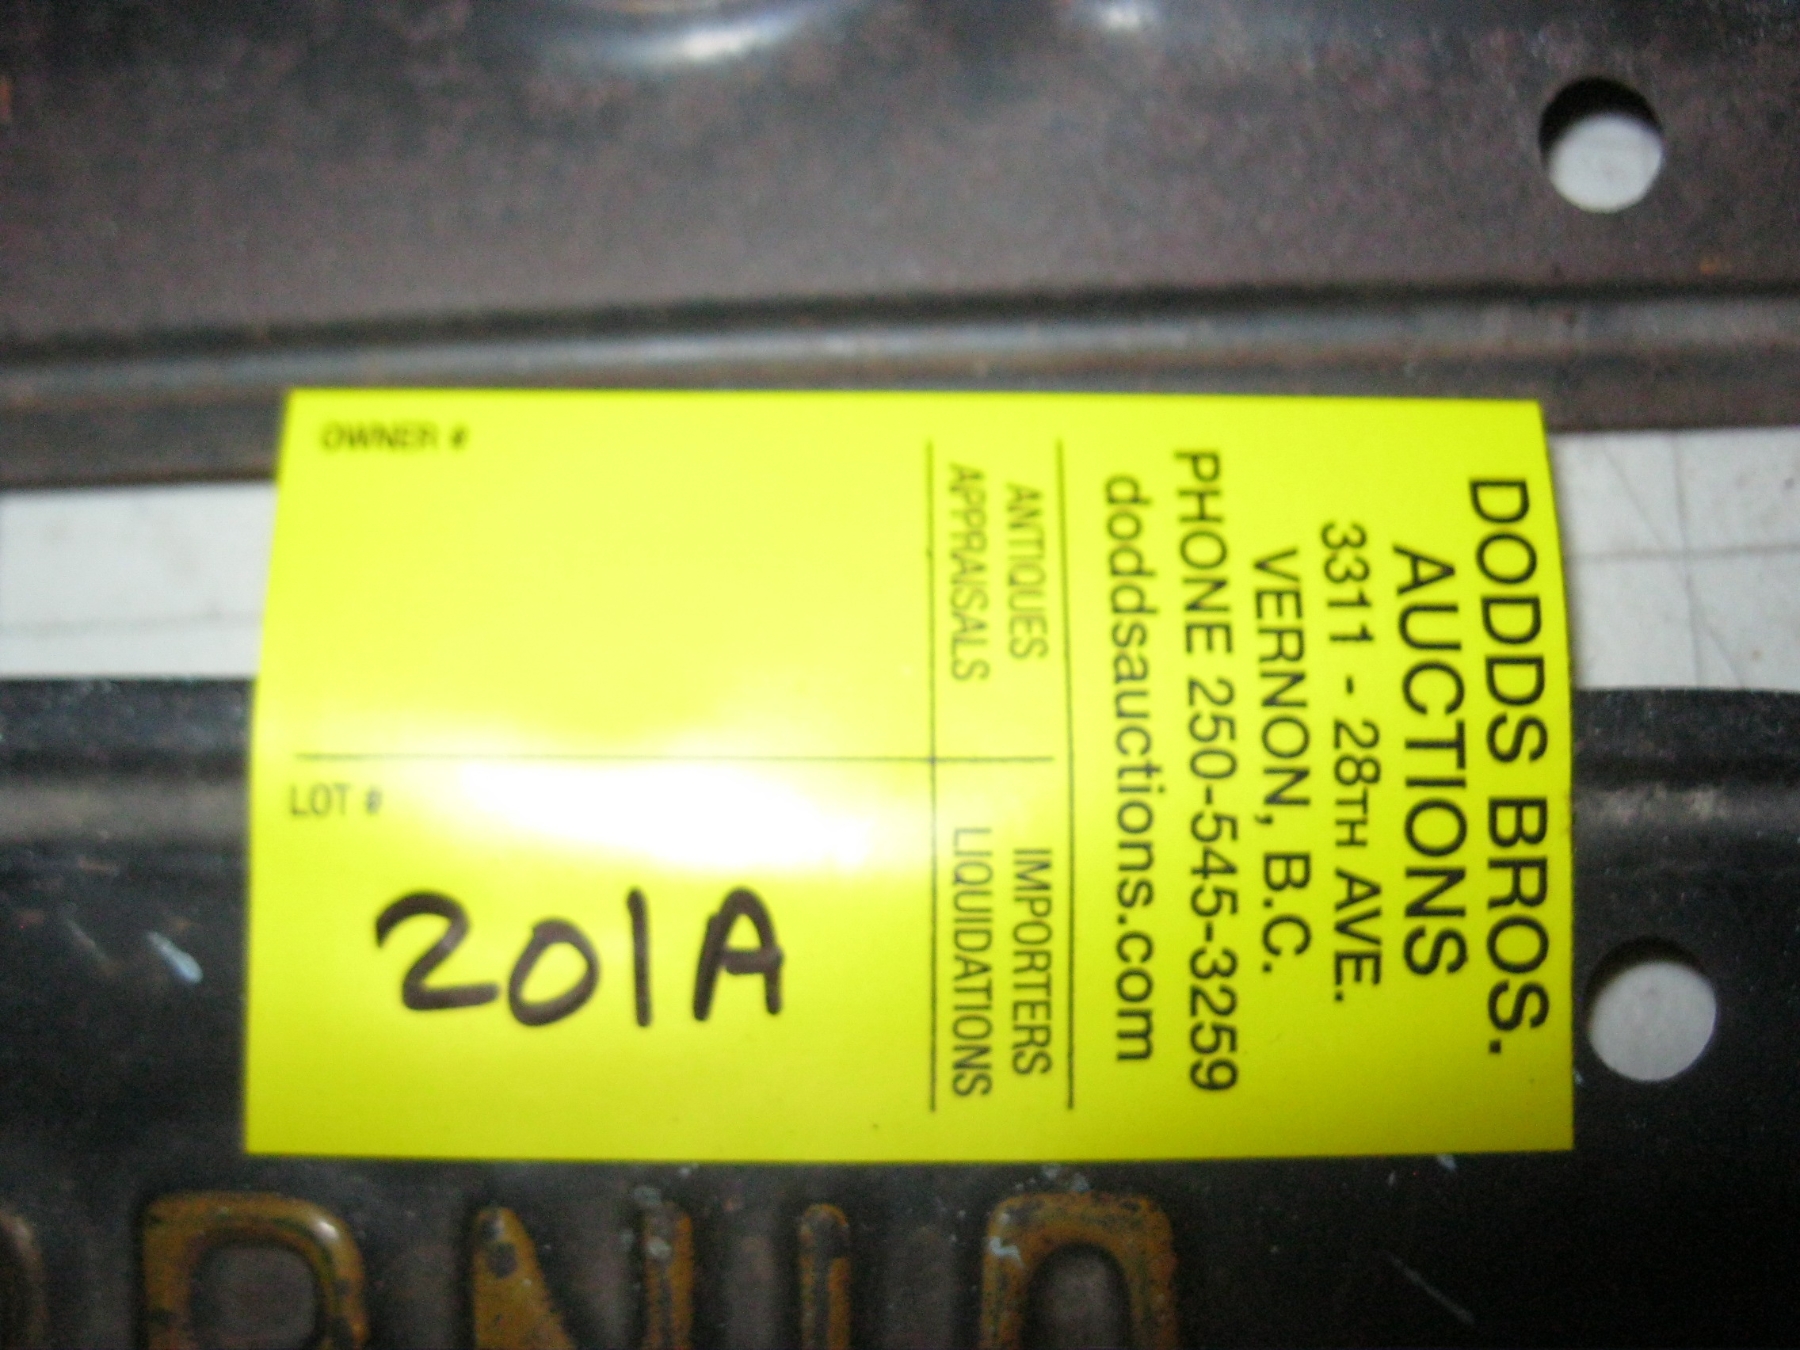 DODDS BROS.
AUCTIONS
3311 - 28TH AVE.
VERNON, B.C.
PHONE 250-545-3259
doddsauctions.com
ANTIQUES IMPORTERS
APPRAISALS LIQUIDATIONS
OWNER #
LOT #
201A